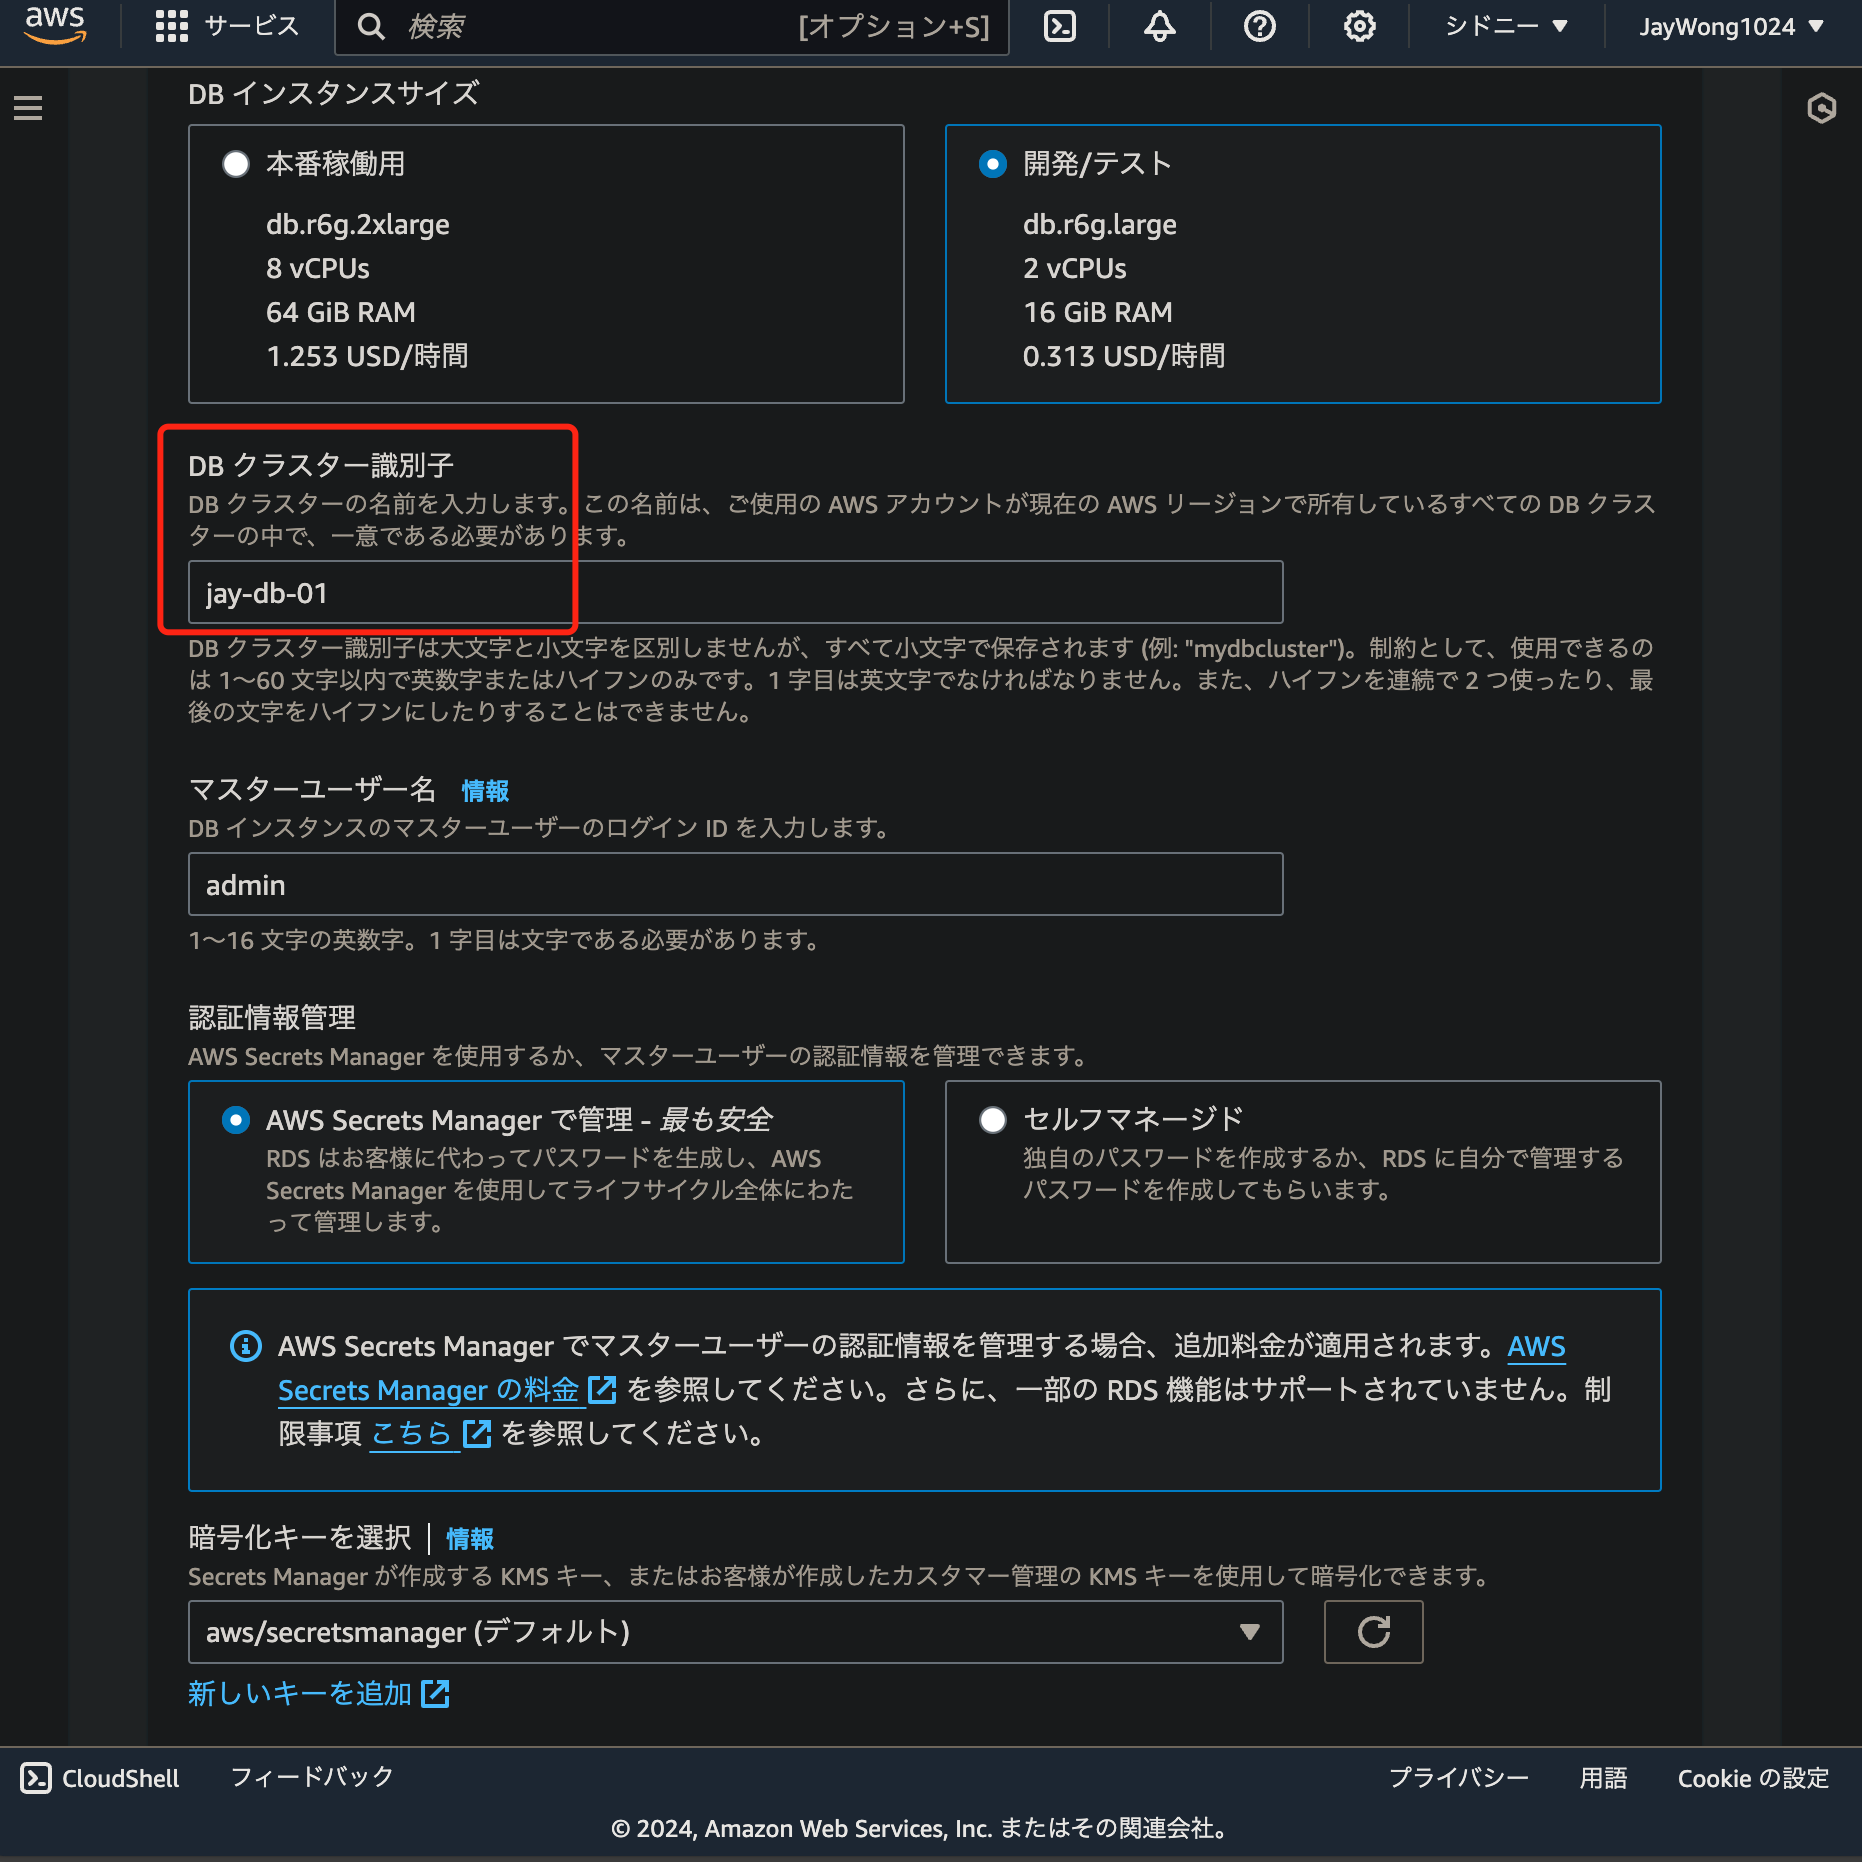 aws
サービス
検索
[オプション+S]
シドニー
JayWong1024
DB インスタンスサイズ
本番稼働用
db.r6g.2xlarge
8 vCPUs
64 GiB RAM
1.253 USD/時間
開発/テスト
db.r6g.large
2 vCPUs
16 GiB RAM
0.313 USD/時間
DB クラスター識別子
DB クラスターの名前を入力します。この名前は、ご使用の AWS アカウントが現在の AWS リージョンで所有しているすべての DB クラス
ターの中で、一意である必要があります。
jay-db-01
DB クラスター識別子は大文字と小文字を区別しませんが、すべて小文字で保存されます (例: "mydbcluster")。制約として、使用できるの
は 1〜60 文字以内で英数字またはハイフンのみです。1 字目は英文字でなければなりません。また、ハイフンを連続で 2 つ使ったり、最
後の文字をハイフンにしたりすることはできません。
マスターユーザー名 情報
DB インスタンスのマスターユーザーのログイン ID を入力します。
admin
1〜16 文字の英数字。1 字目は文字である必要があります。
認証情報管理
AWS Secrets Manager を使用するか、マスターユーザーの認証情報を管理できます。
AWS Secrets Manager で管理 - 最も安全
RDS はお客様に代わってパスワードを生成し、AWS
Secrets Manager を使用してライフサイクル全体にわた
って管理します。
セルフマネージド
独自のパスワードを作成するか、RDS に自分で管理する
パスワードを作成してもらいます。
AWS Secrets Manager でマスターユーザーの認証情報を管理する場合、追加料金が適用されます。AWS
Secrets Manager の料金 を参照してください。さらに、一部の RDS 機能はサポートされていません。制
限事項 こちら を参照してください。
暗号化キーを選択 | 情報
Secrets Manager が作成する KMS キー、またはお客様が作成したカスタマー管理の KMS キーを使用して暗号化できます。
aws/secretsmanager (デフォルト)
新しいキーを追加
CloudShell
フィードバック
プライバシー
用語
Cookie の設定
© 2024, Amazon Web Services, Inc. またはその関連会社。